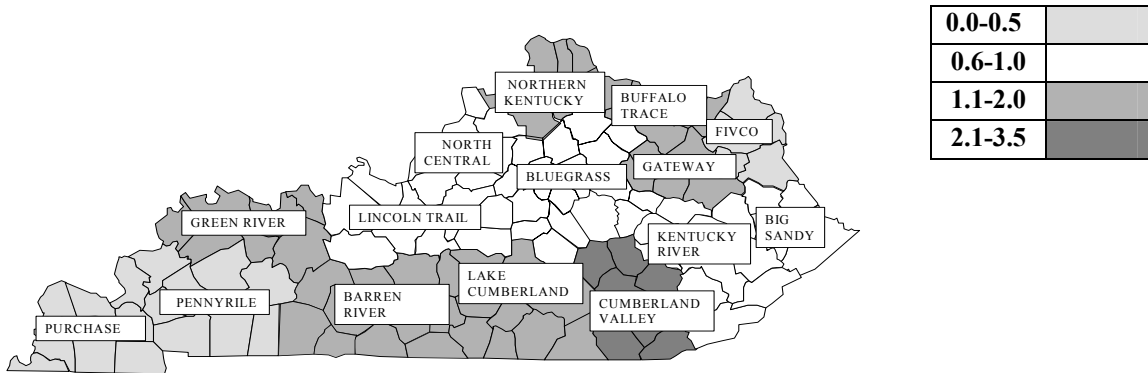 0.0-0.5
0.6-1.0
1.1-2.0
2.1-3.5
NORTHERN
KENTUCKY
BUFFALO
TRACE
FIVCO
NORTH
CENTRAL
GATEWAY
BLUEGRASS
LINCOLN TRAIL
GREEN RIVER
BIG
SANDY
KENTUCKY
RIVER
LAKE
CUMBERLAND
PENNYRILE
BARREN
RIVER
CUMBERLAND
VALLEY
PURCHASE